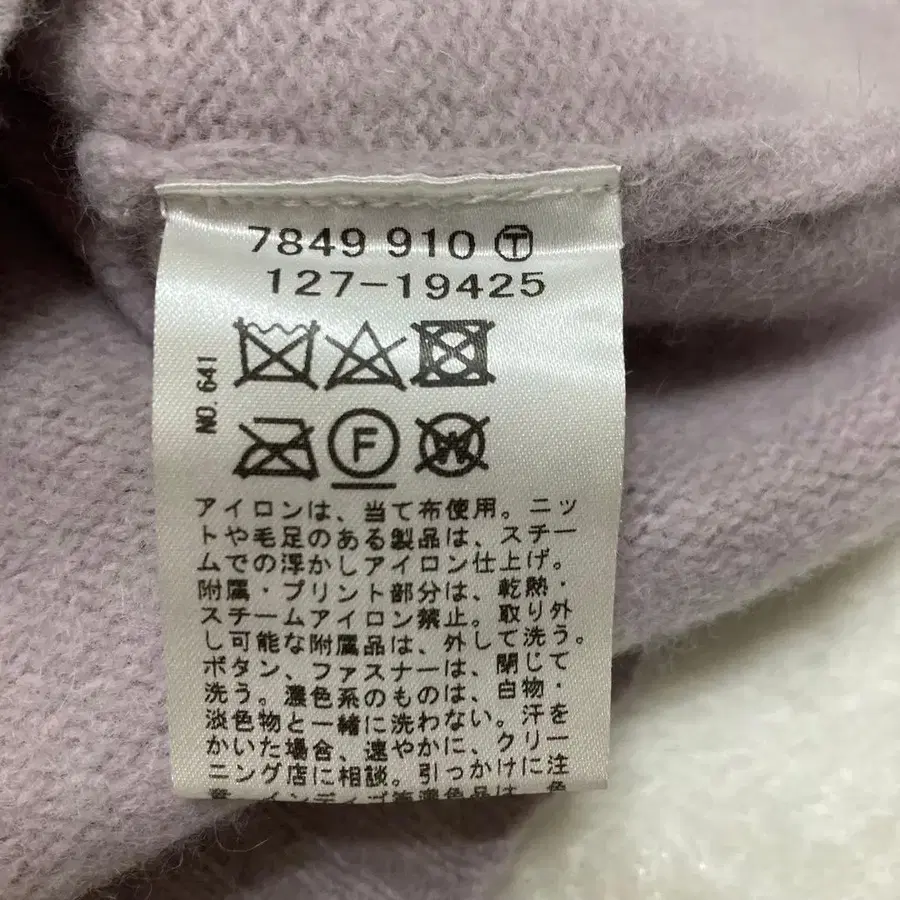 7849 910 Ⓣ
127-19425
NO. 641
F
W
アイロンは、当て布使用。ニッ
トや毛足のある製品は、スチー
ムでの浮かしアイロン仕上げ。
附属・プリント部分は、乾熱・
スチームアイロン禁止。取り外
し可能な附属品は、外して洗う。
ボタン、ファスナーは、閉じて
洗う。濃色系のものは、白物・
淡色物と一緒に洗わない。汗を
かいた場合、速やかに、クリー
ニング店に相談。引っかけに注